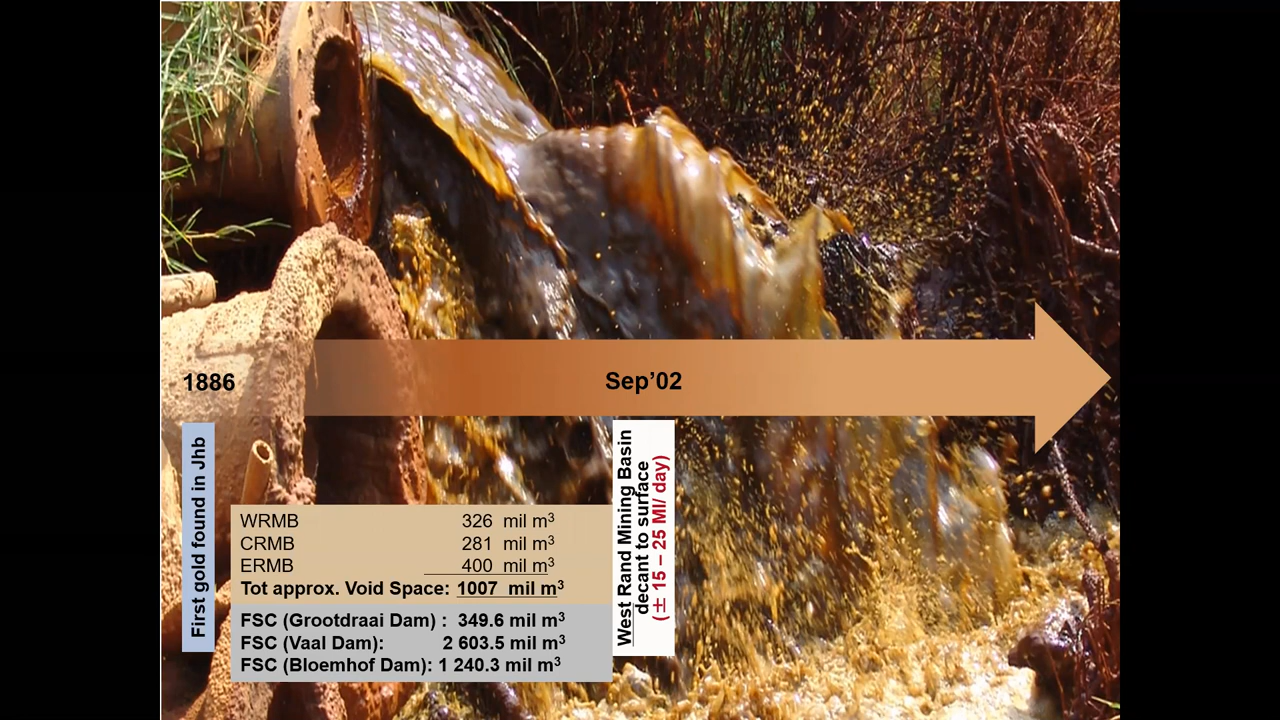 1886
Sep’02
First gold found in Jhb
West Rand Mining Basin
decant to surface
(± 15 – 25 Ml/ day)
WRMB 326 mil m³
CRMB 281 mil m³
ERMB 400 mil m³
Tot approx. Void Space: 1007 mil m³
FSC (Grootdraai Dam) : 349.6 mil m³
FSC (Vaal Dam): 2 603.5 mil m³
FSC (Bloemhof Dam): 1 240.3 mil m³